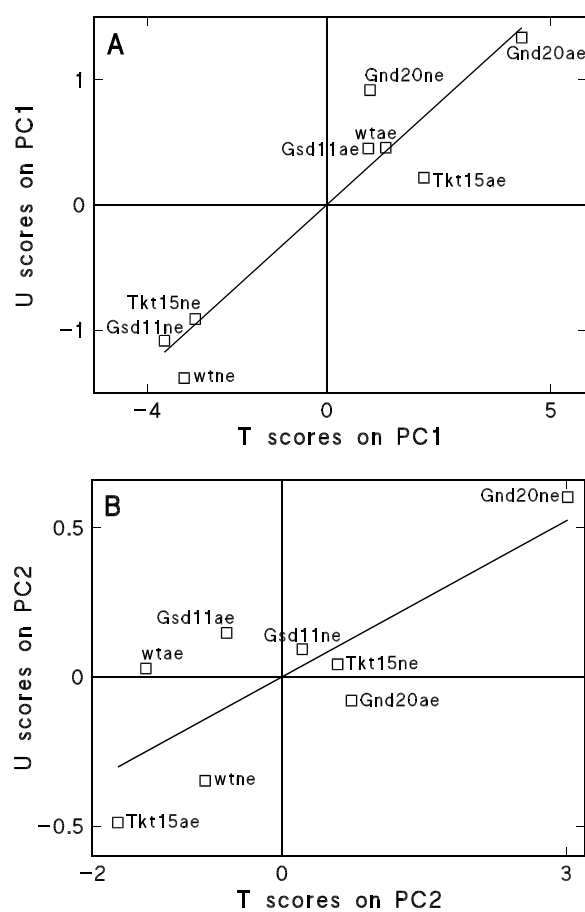 A
Gnd20ae
Gnd20ne
1
wtae
Gsd11ae
Tkt15ae
0
Tkt15ne
Gsd11ne
−1
wtne
U scores on PC1
−4 0 5
T scores on PC1
B
Gnd20ne
0.5
Gsd11ae
Gsd11ne
wtae
Tkt15ne
0
Gnd20ae
wtne
Tkt15ae
−0.5
U scores on PC2
−2 0 3
T scores on PC2